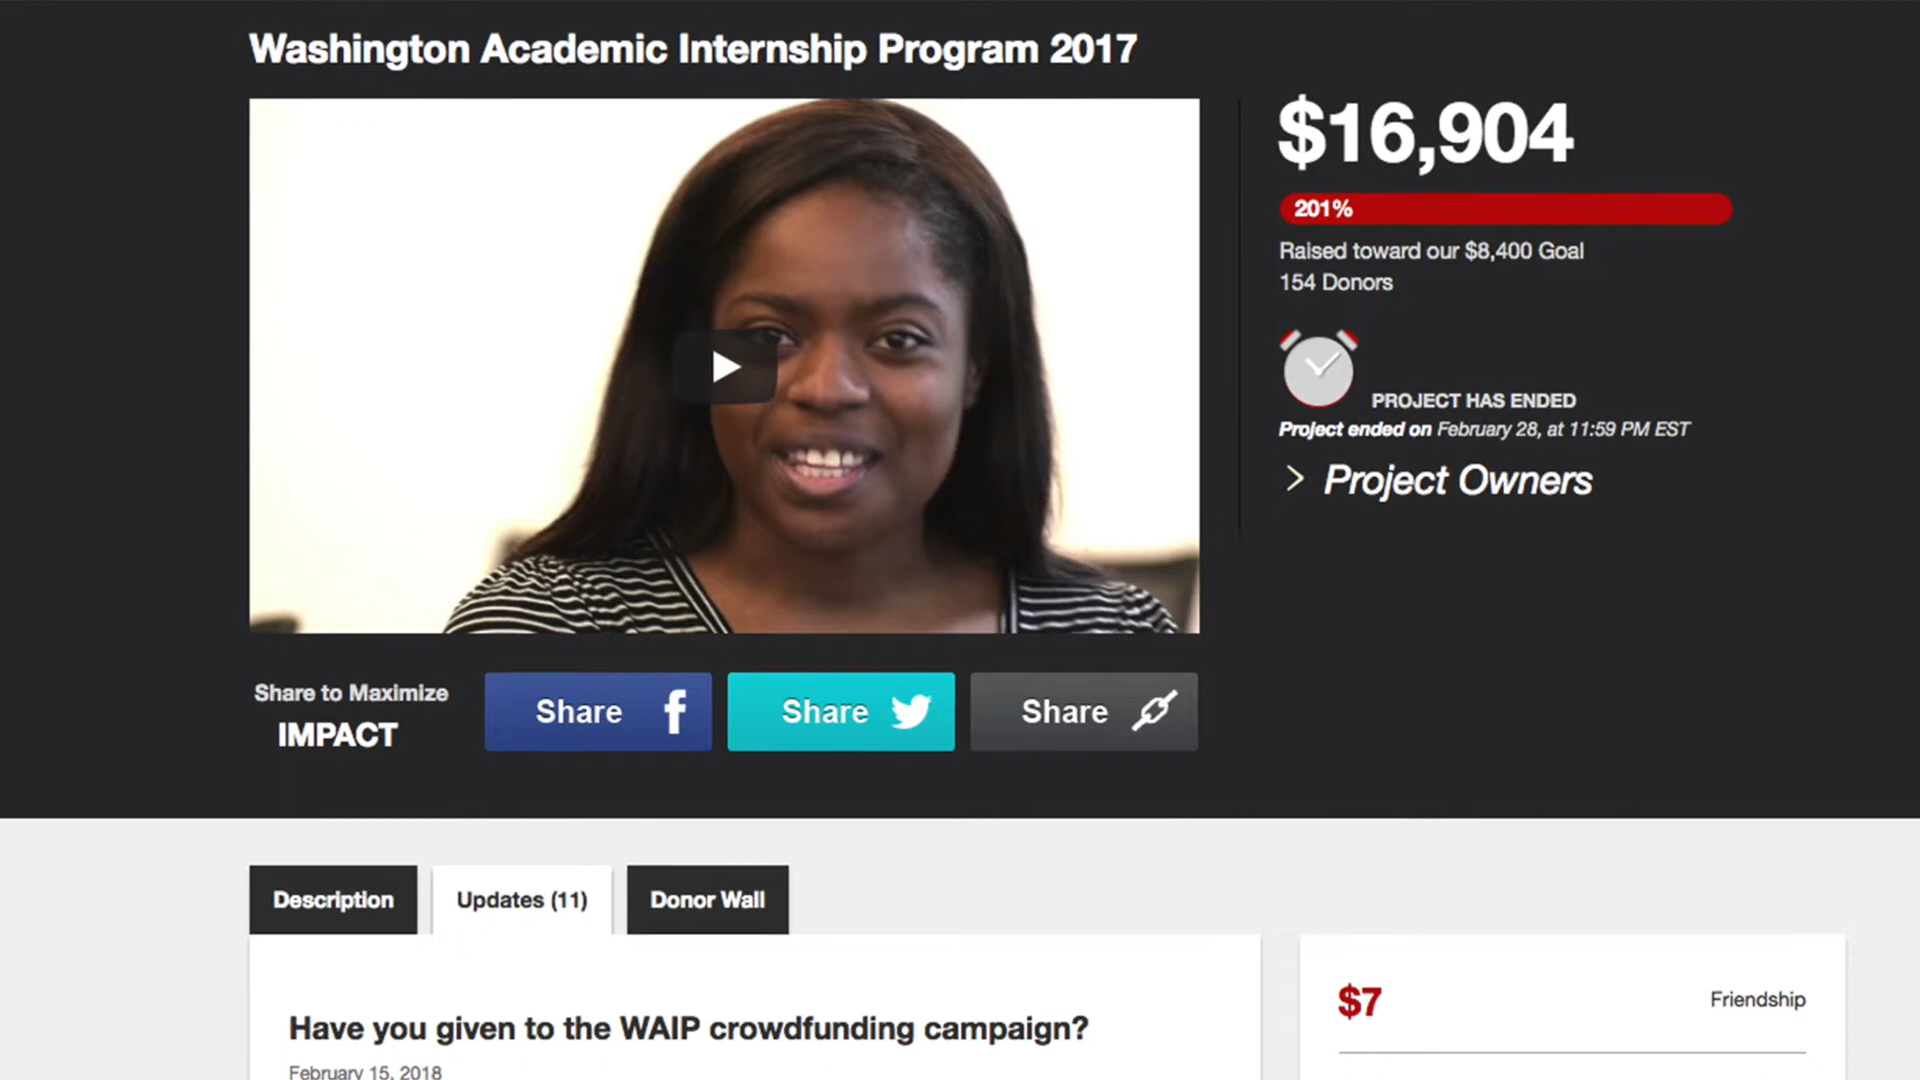 Washington Academic Internship Program 2017
$16,904
201%
Raised toward our $8,400 Goal
154 Donors
PROJECT HAS ENDED
Project ended on February 28, at 11:59 PM EST
> Project Owners
Share to Maximize
IMPACT
Share f
Share
Share
Description
Updates (11)
Donor Wall
Have you given to the WAIP crowdfunding campaign?
February 15, 2018
$7
Friendship